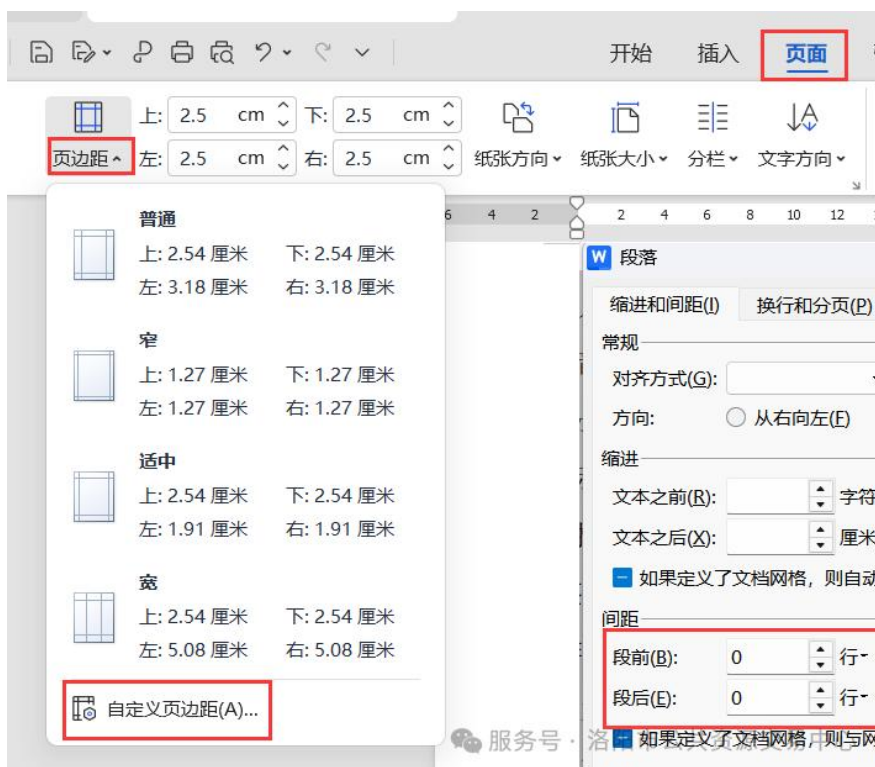 开始 插入 页面
上: 2.5 cm 下: 2.5 cm
页边距 左: 2.5 cm 右: 2.5 cm 纸张方向 纸张大小 分栏 文字方向
6 4 2 2 4 6 8 10 12
普通
上: 2.54 厘米 下: 2.54 厘米
左: 3.18 厘米 右: 3.18 厘米
窄
上: 1.27 厘米 下: 1.27 厘米
左: 1.27 厘米 右: 1.27 厘米
适中
上: 2.54 厘米 下: 2.54 厘米
左: 1.91 厘米 右: 1.91 厘米
宽
上: 2.54 厘米 下: 2.54 厘米
左: 5.08 厘米 右: 5.08 厘米
自定义页边距(A)...
W 段落
缩进和间距(I) 换行和分页(P)
常规
对齐方式(G):
方向: 从右向左(F)
缩进
文本之前(R): 字符
文本之后(X): 厘米
如果定义了文档网格，则自动
间距
段前(B): 0 行
段后(E): 0 行
如果定义了文档网格，则与网
服务号 · 洛